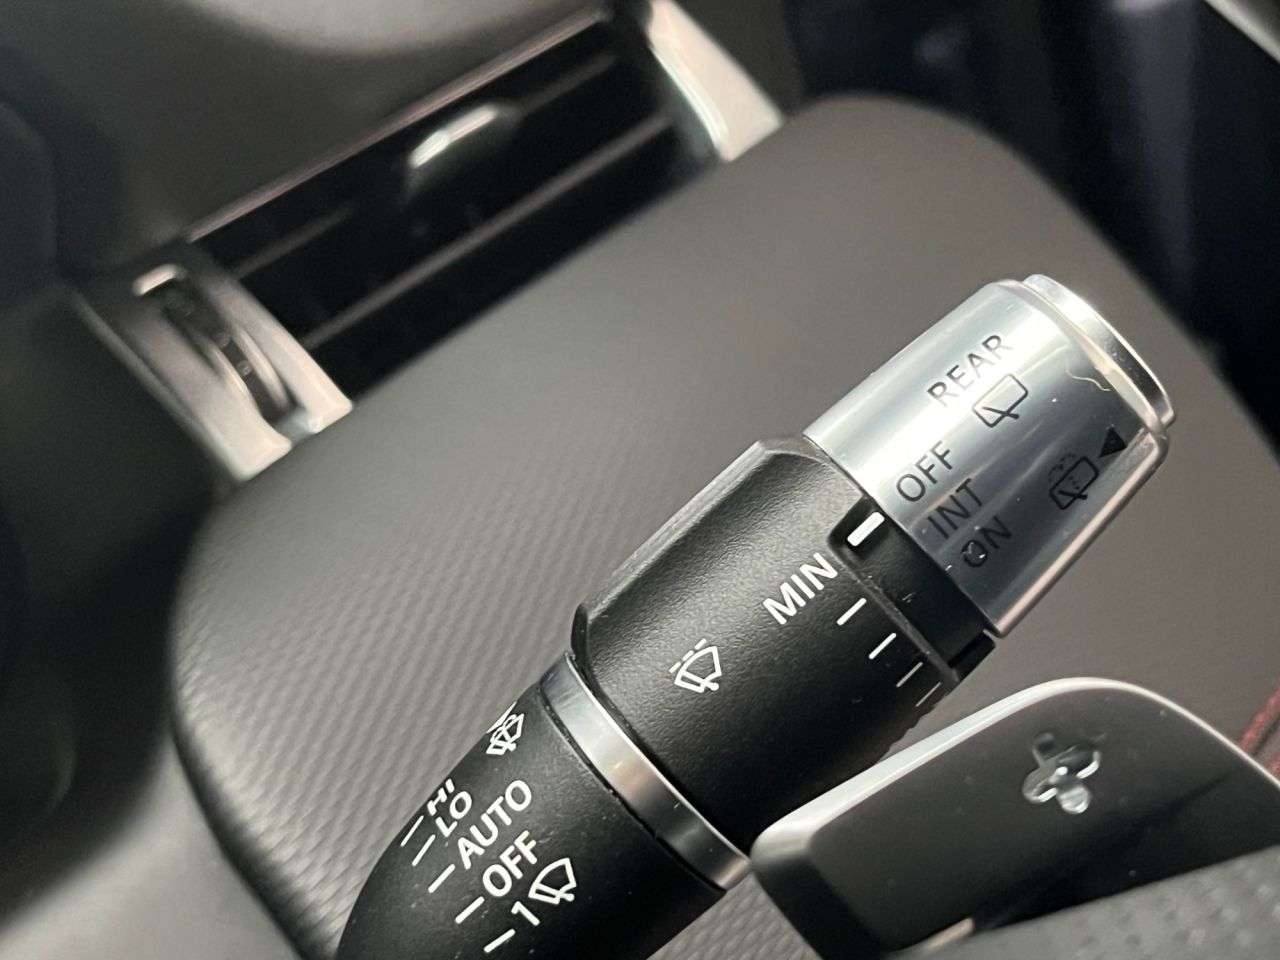 REAR
OFF
INT
ON
MIN
HI
LO
AUTO
OFF
1
+